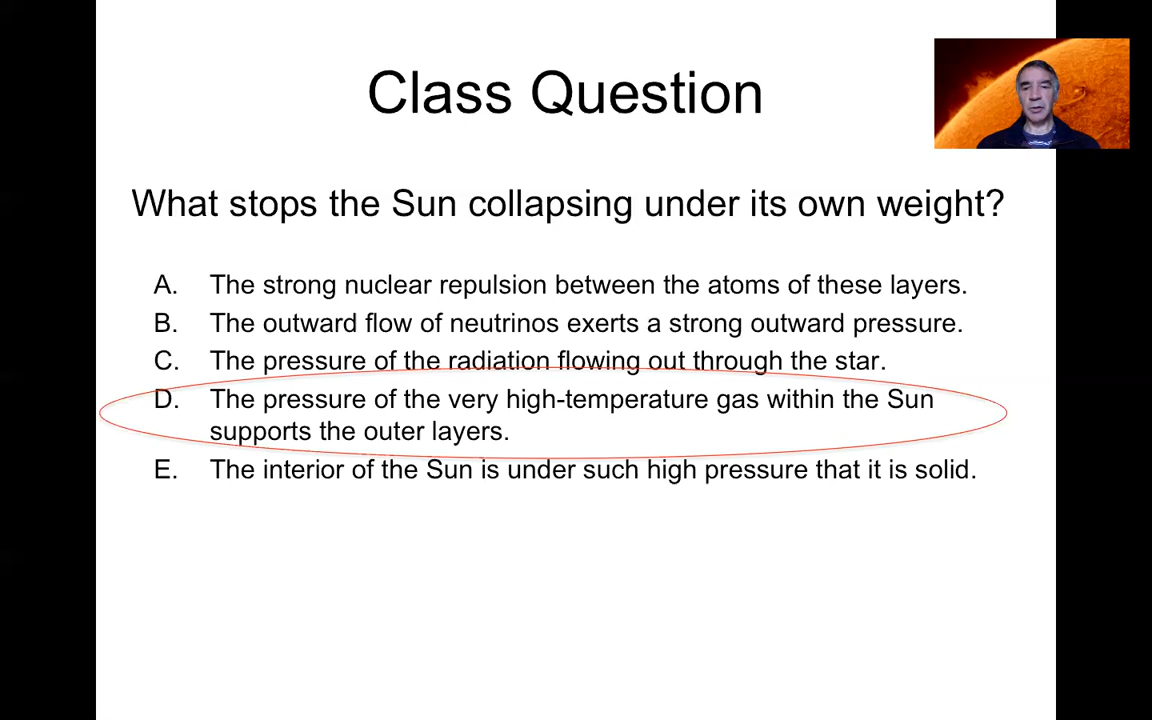 Class Question
What stops the Sun collapsing under its own weight?
A. The strong nuclear repulsion between the atoms of these layers.
B. The outward flow of neutrinos exerts a strong outward pressure.
C. The pressure of the radiation flowing out through the star.
D. The pressure of the very high-temperature gas within the Sun
supports the outer layers.
E. The interior of the Sun is under such high pressure that it is solid.